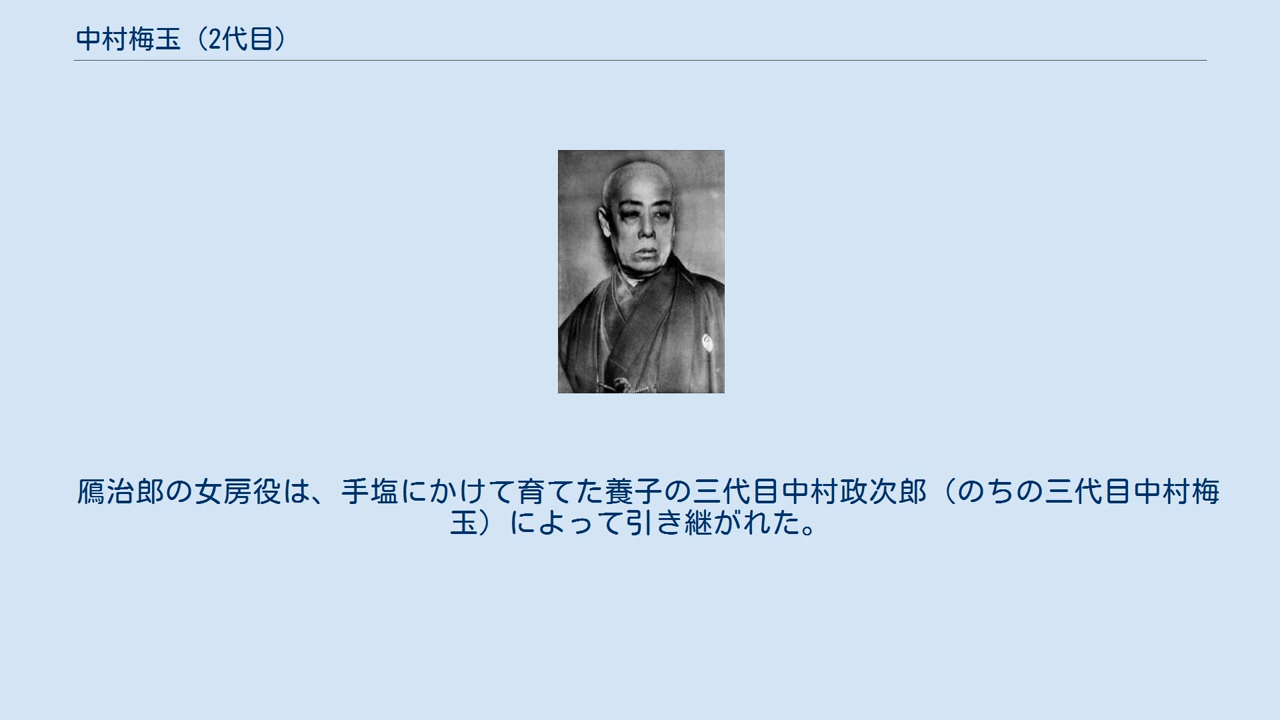 中村梅玉（2代目）
鴈治郎の女房役は、手塩にかけて育てた養子の三代目中村政次郎（のちの三代目中村梅
玉）によって引き継がれた。